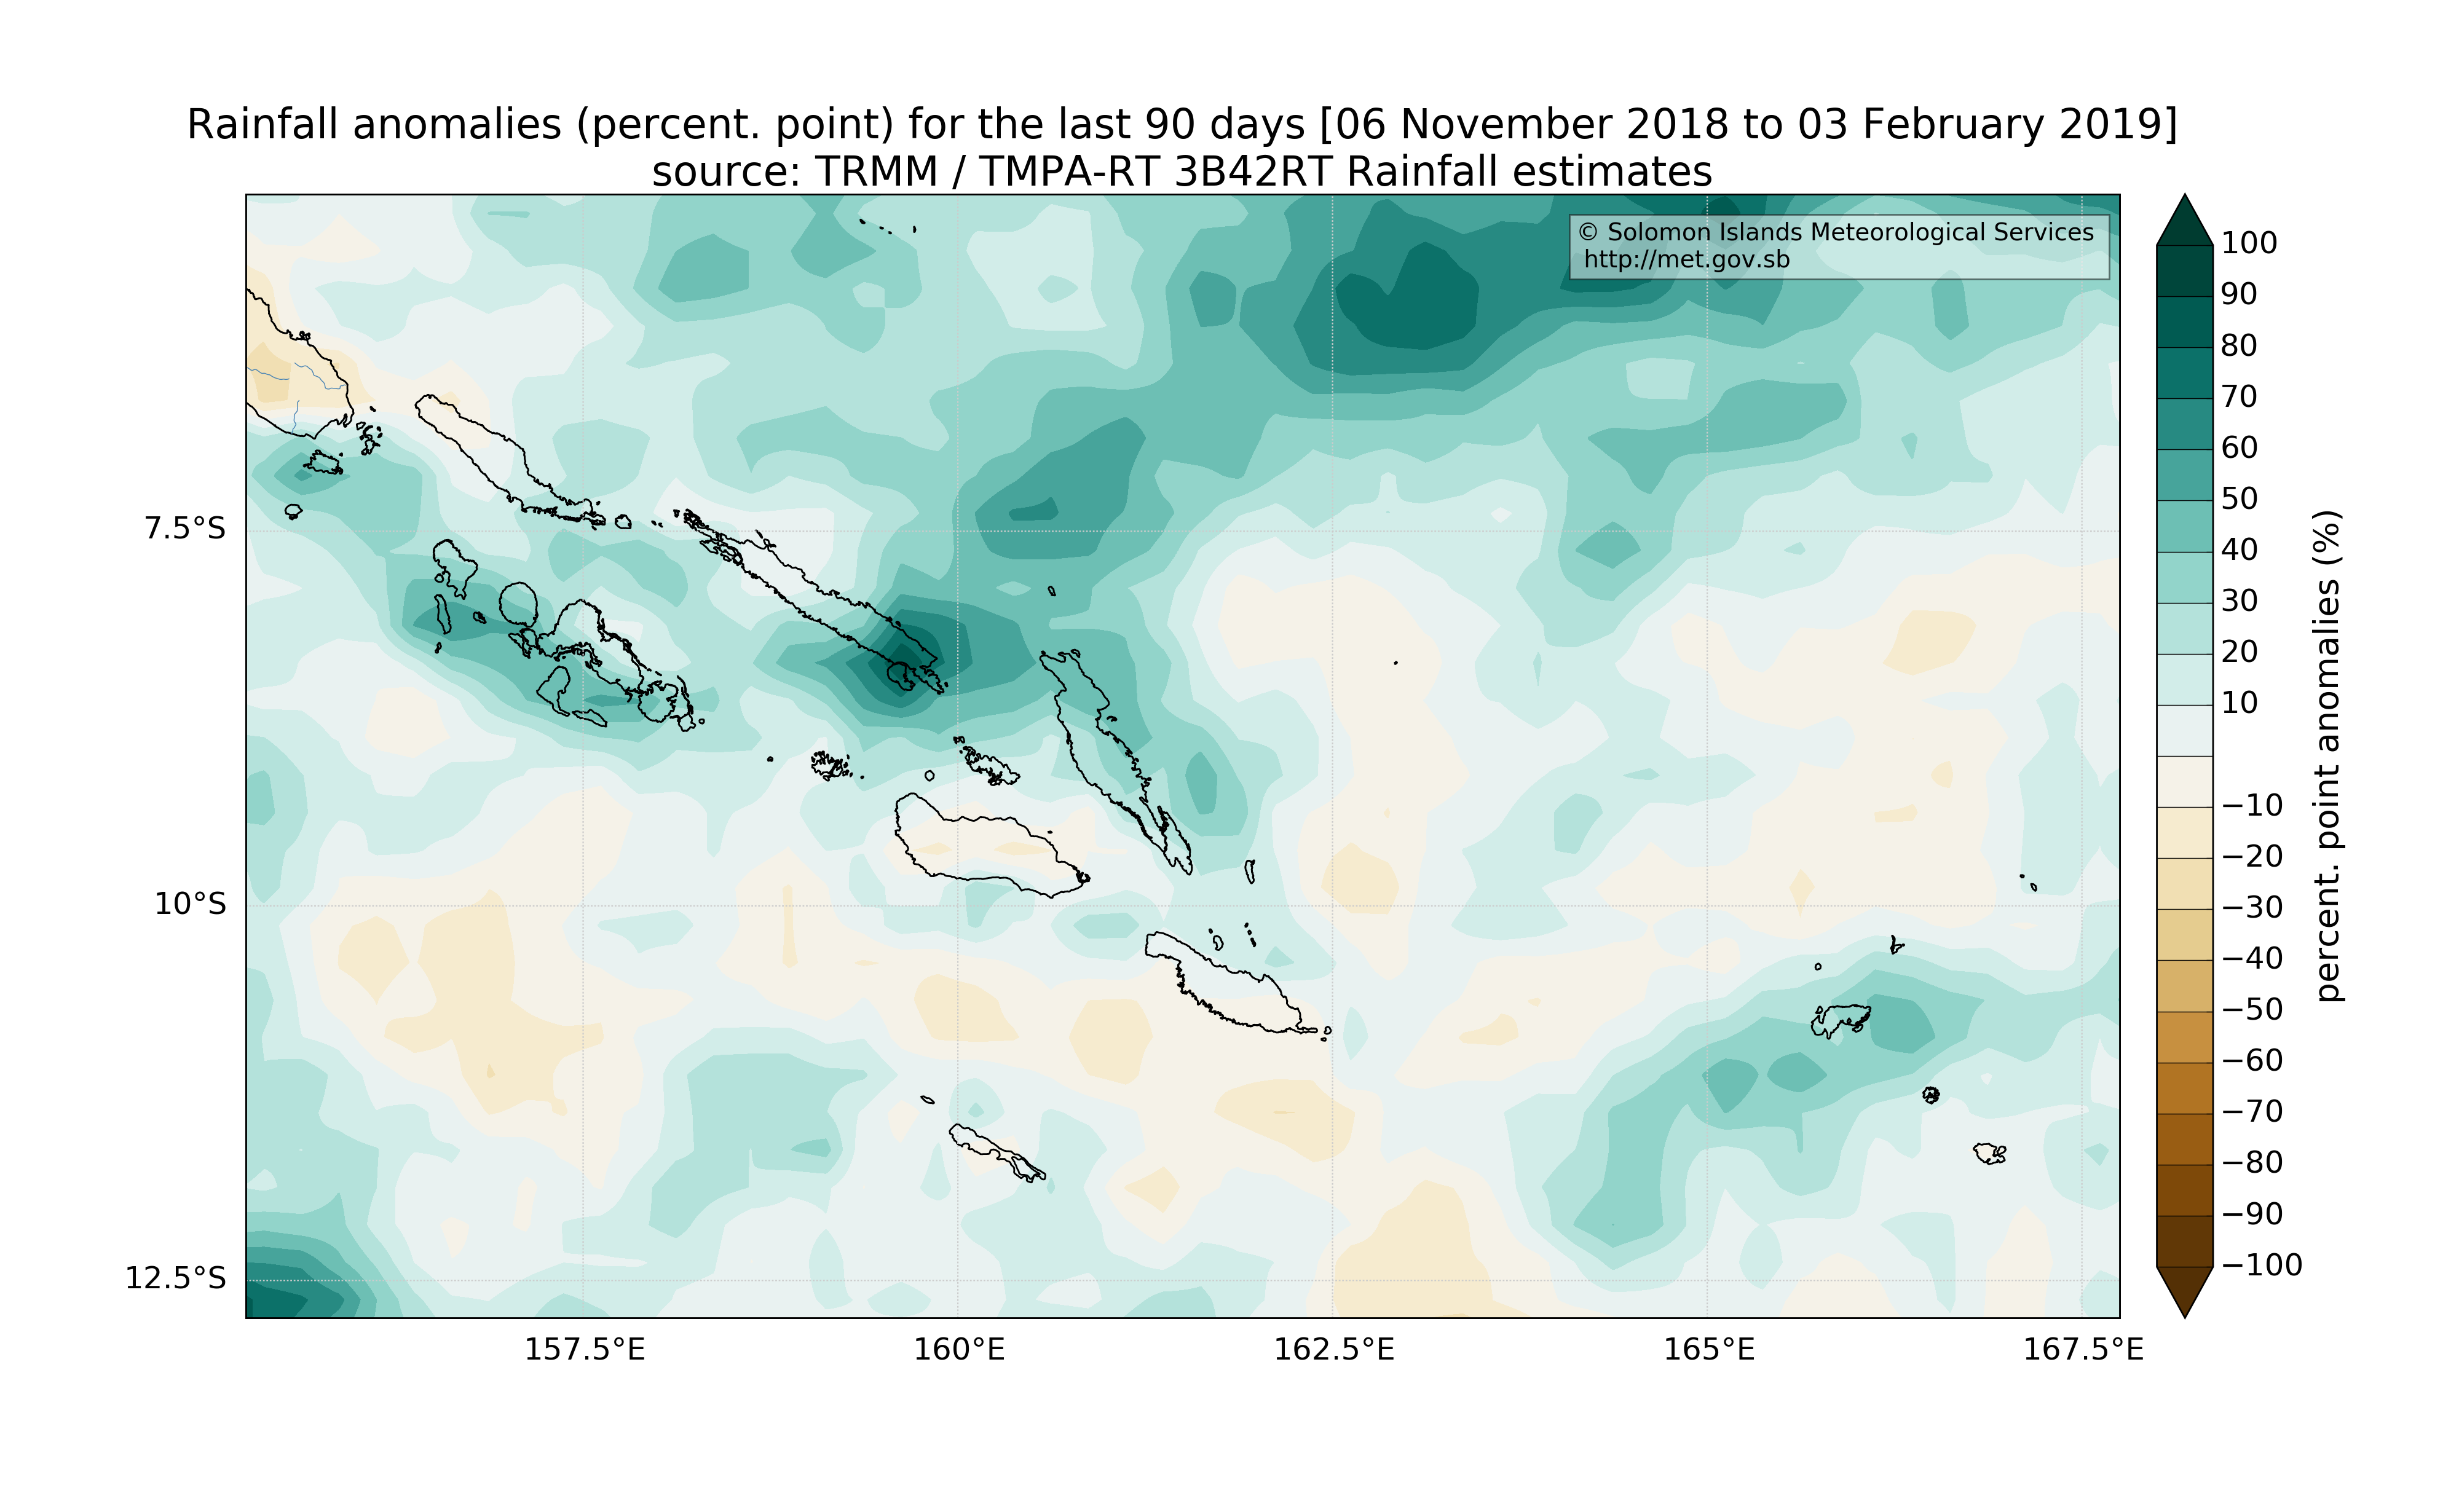 Rainfall anomalies (percent. point) for the last 90 days [06 November 2018 to 03 February 2019]
source: TRMM / TMPA-RT 3B42RT Rainfall estimates
© Solomon Islands Meteorological Services
http://met.gov.sb
7.5°S
10°S
12.5°S
157.5°E
160°E
162.5°E
165°E
167.5°E
100
90
80
70
60
50
40
30
20
10
−10
−20
−30
−40
−50
−60
−70
−80
−90
−100
percent. point anomalies (%)